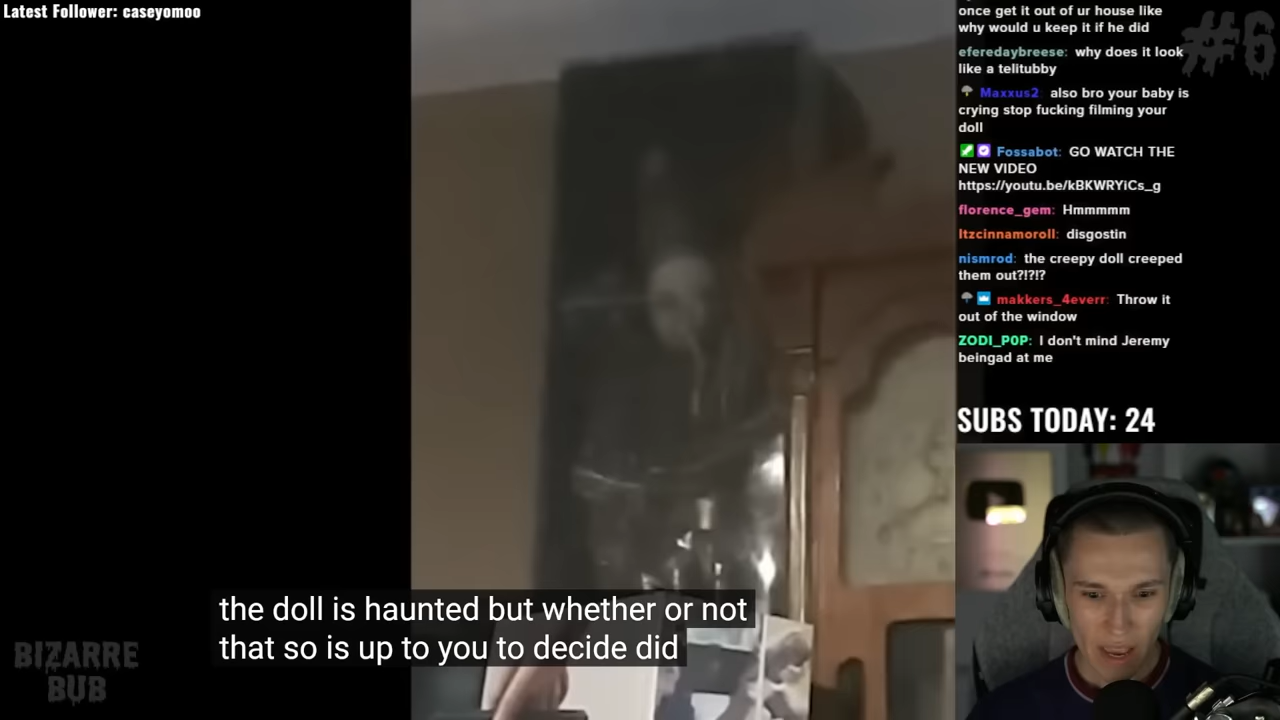 Latest Follower: caseyomoo
once get it out of ur house like
why would u keep it if he did
#6
eferedaybreese: why does it look
like a telitubby
Maxxus2: also bro your baby is
crying stop fucking filming your
doll
Fossabot: GO WATCH THE
NEW VIDEO
https://youtu.be/kBKWRYiCs_g
florence_gem: Hmmmmm
Itzcinnamoroll: disgostin
nismrod: the creepy doll creeped
them out?!?!?
makkers_4everr: Throw it
out of the window
ZODI_P0P: I don't mind Jeremy
beingad at me
SUBS TODAY: 24
the doll is haunted but whether or not
that so is up to you to decide did
BIZARRE
BUB